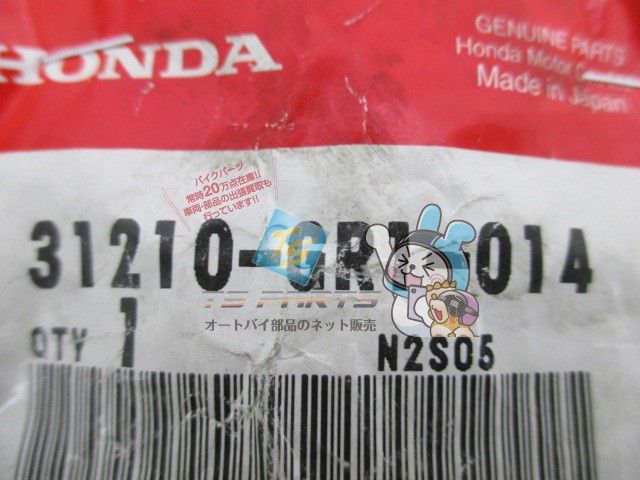 HONDA
GENUINE PARTS
Honda Motor
Made in Japan
バイクパーツ
常時20万点在庫!!
車両・部品の出張買取も
行っています!!
31210-GR 014
TS PARTS
オートバイ部品のネット販売
QTY 1
N2S05